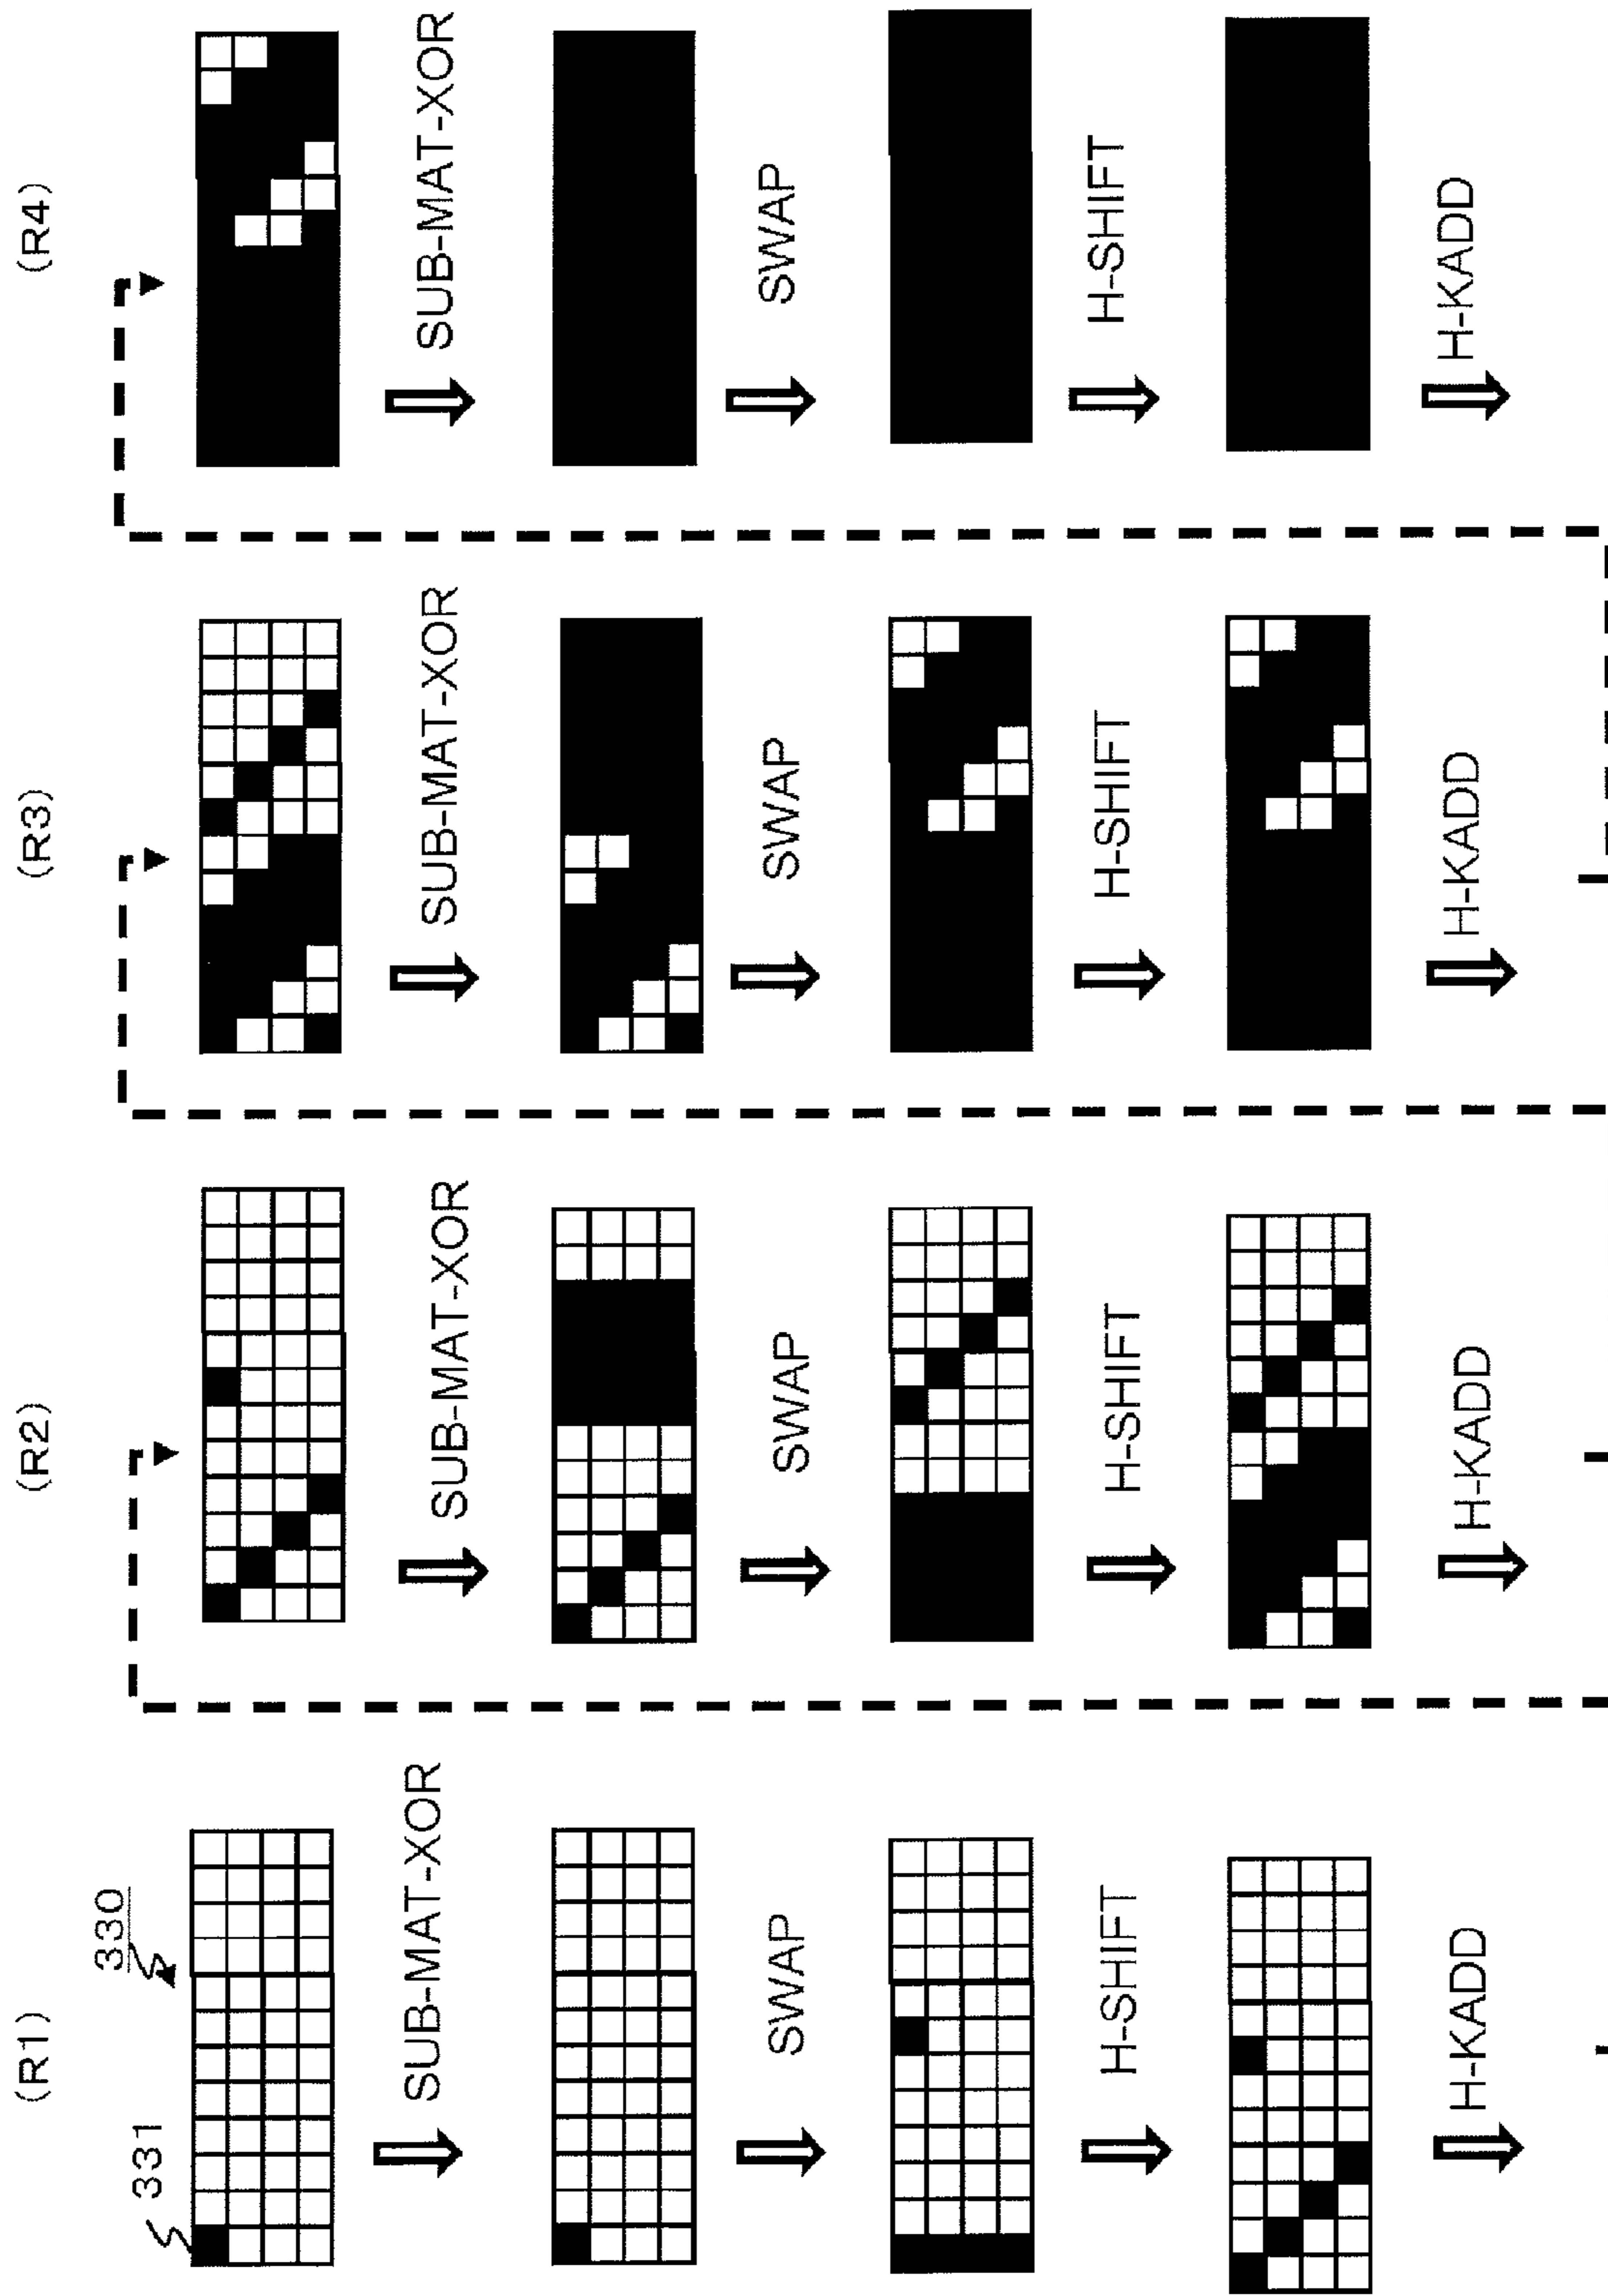 (R1)
330
331
SUB-MAT-XOR
SWAP
H-SHIFT
H-KADD
(R2)
SUB-MAT-XOR
SWAP
H-SHIFT
H-KADD
(R3)
SUB-MAT-XOR
SWAP
H-SHIFT
H-KADD
(R4)
SUB-MAT-XOR
SWAP
H-SHIFT
H-KADD